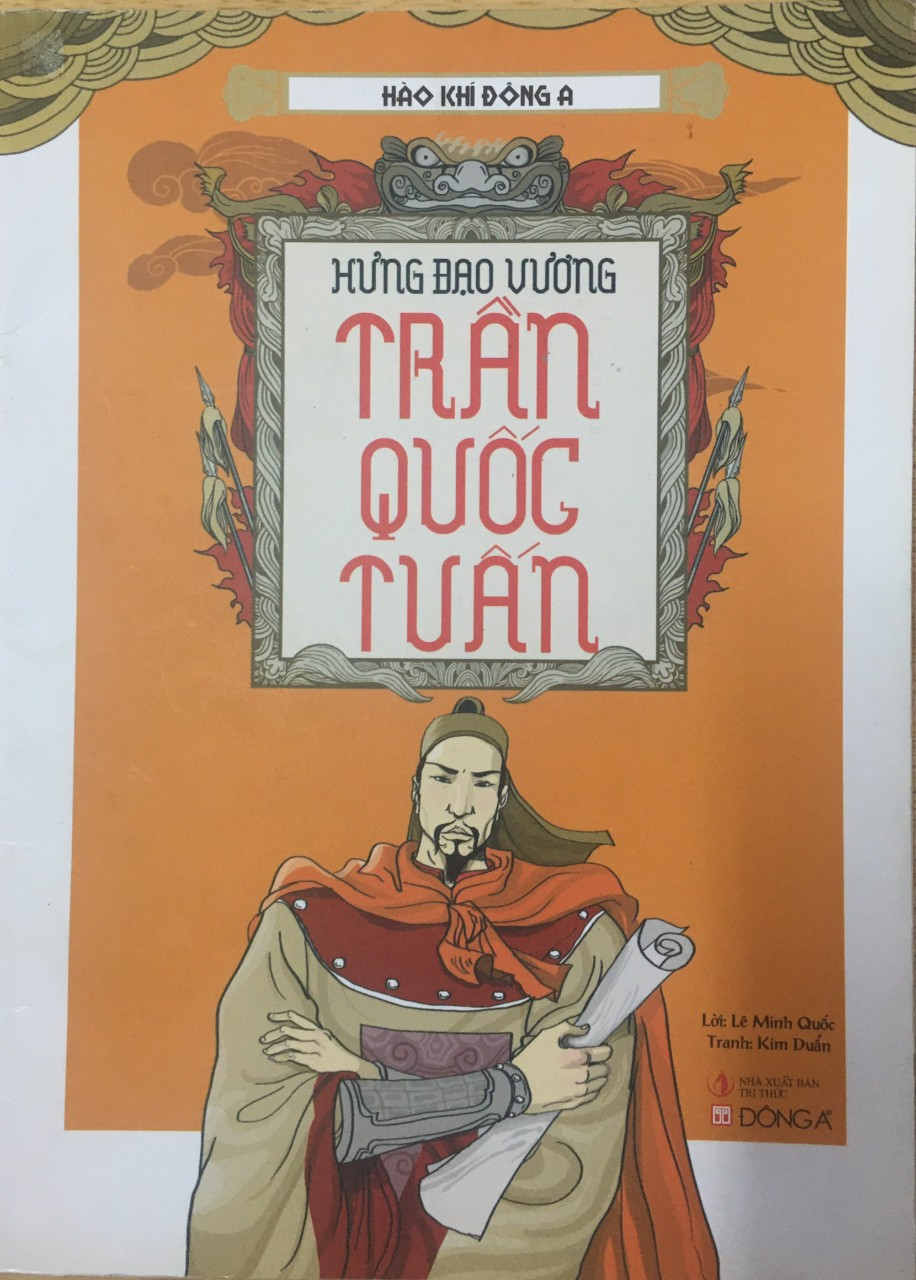 HÀO KHÍ ĐÔNG A
HƯNG ĐẠO VƯƠNG
TRẦN
QUỐC
TUẤN
Lời: Lê Minh Quốc
Tranh: Kim Duẩn
NHÀ XUẤT BẢN
TRI THỨC
ĐÔNG A